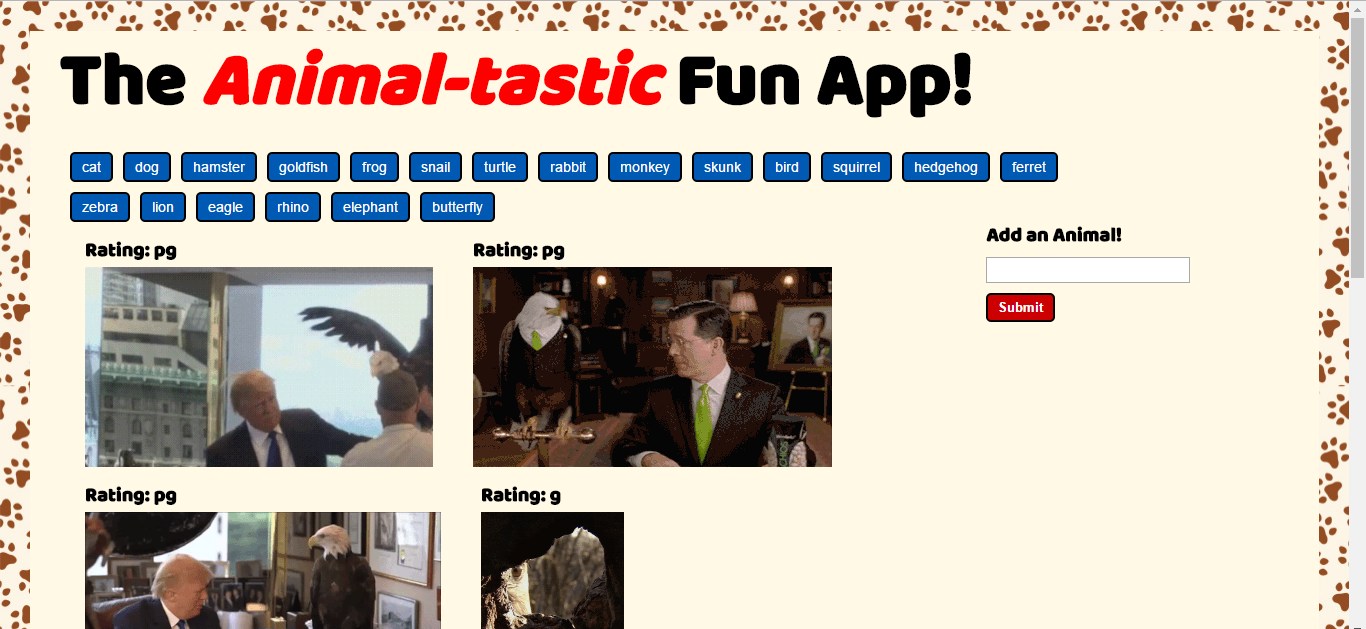 The Animal-tastic Fun App!
cat dog hamster goldfish frog snail turtle rabbit monkey skunk bird squirrel hedgehog ferret
zebra lion eagle rhino elephant butterfly
Add an Animal!
Rating: pg Rating: pg
Submit
Rating: pg Rating: g